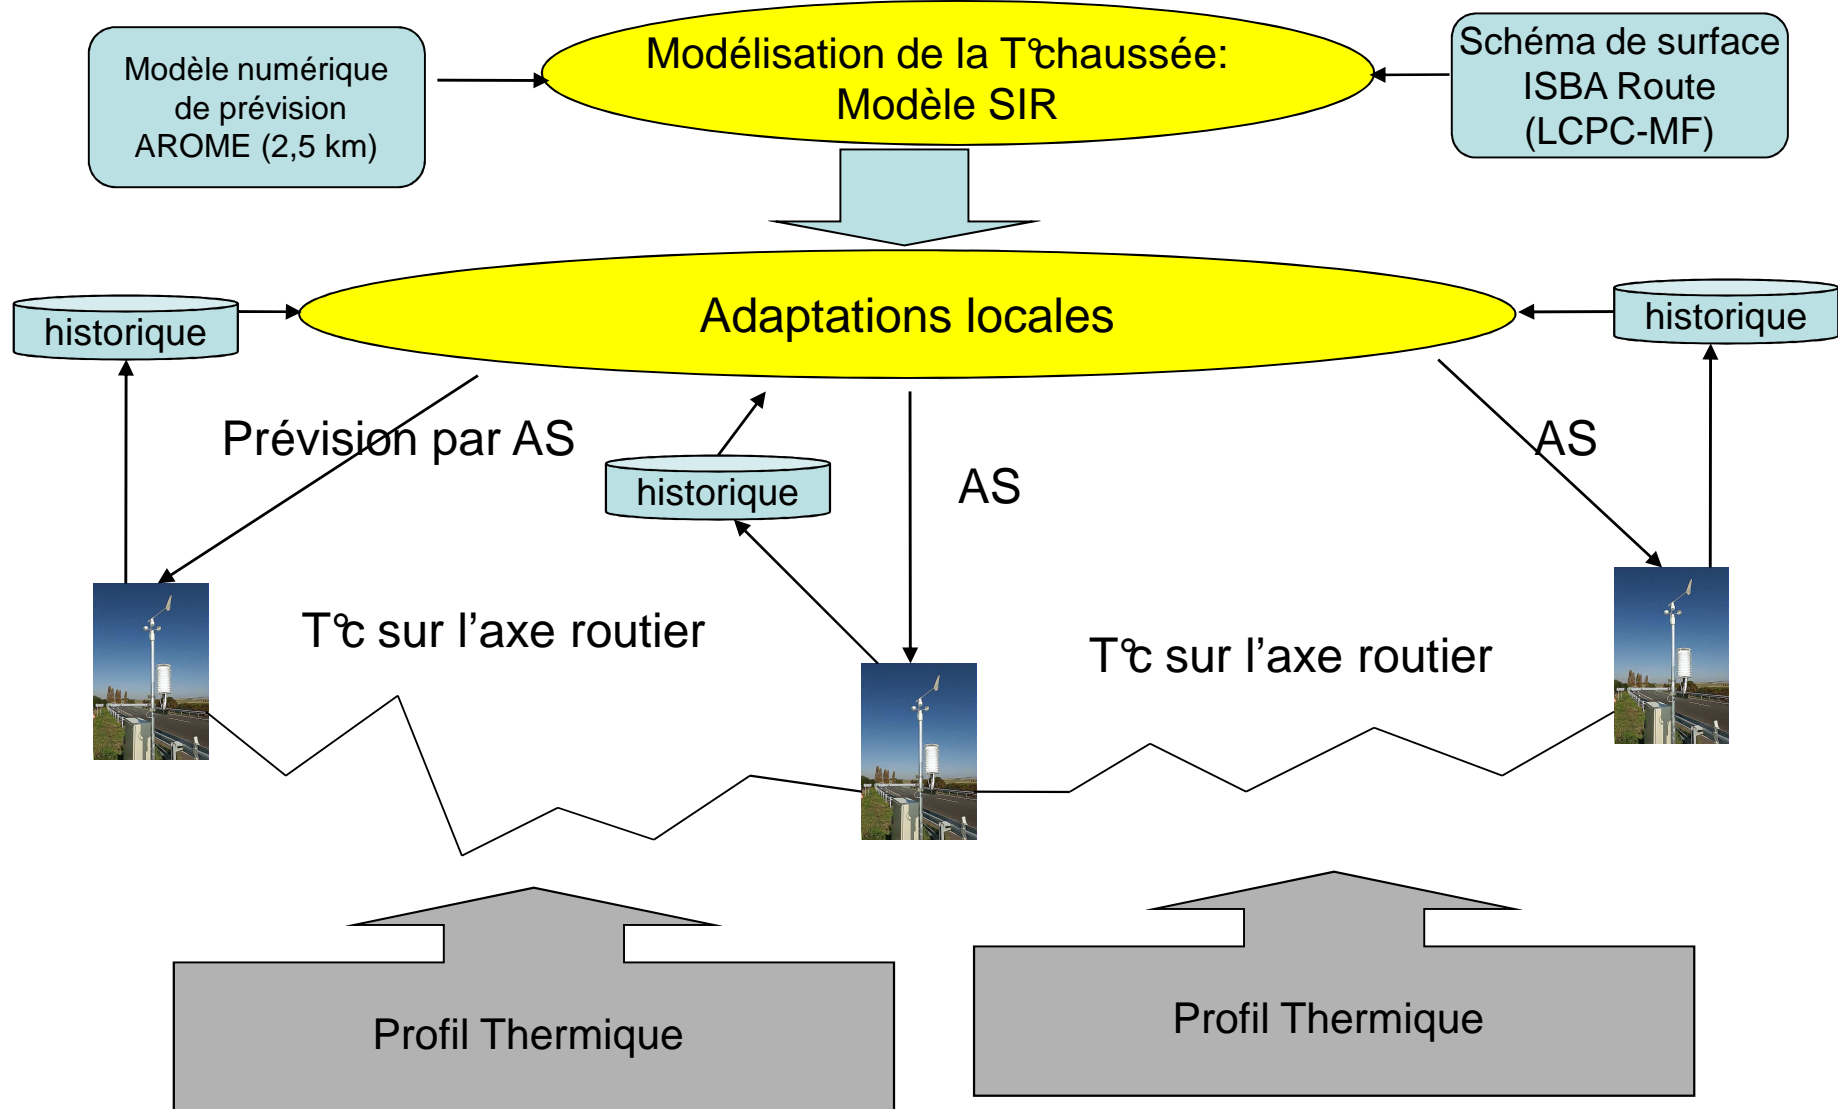 Modèle numérique
de prévision
AROME (2,5 km)
Modélisation de la T°chaussée:
Modèle SIR
Schéma de surface
ISBA Route
(LCPC-MF)
historique
Adaptations locales
historique
Prévision par AS
historique
AS
AS
T°c sur l’axe routier
T°c sur l’axe routier
Profil Thermique
Profil Thermique